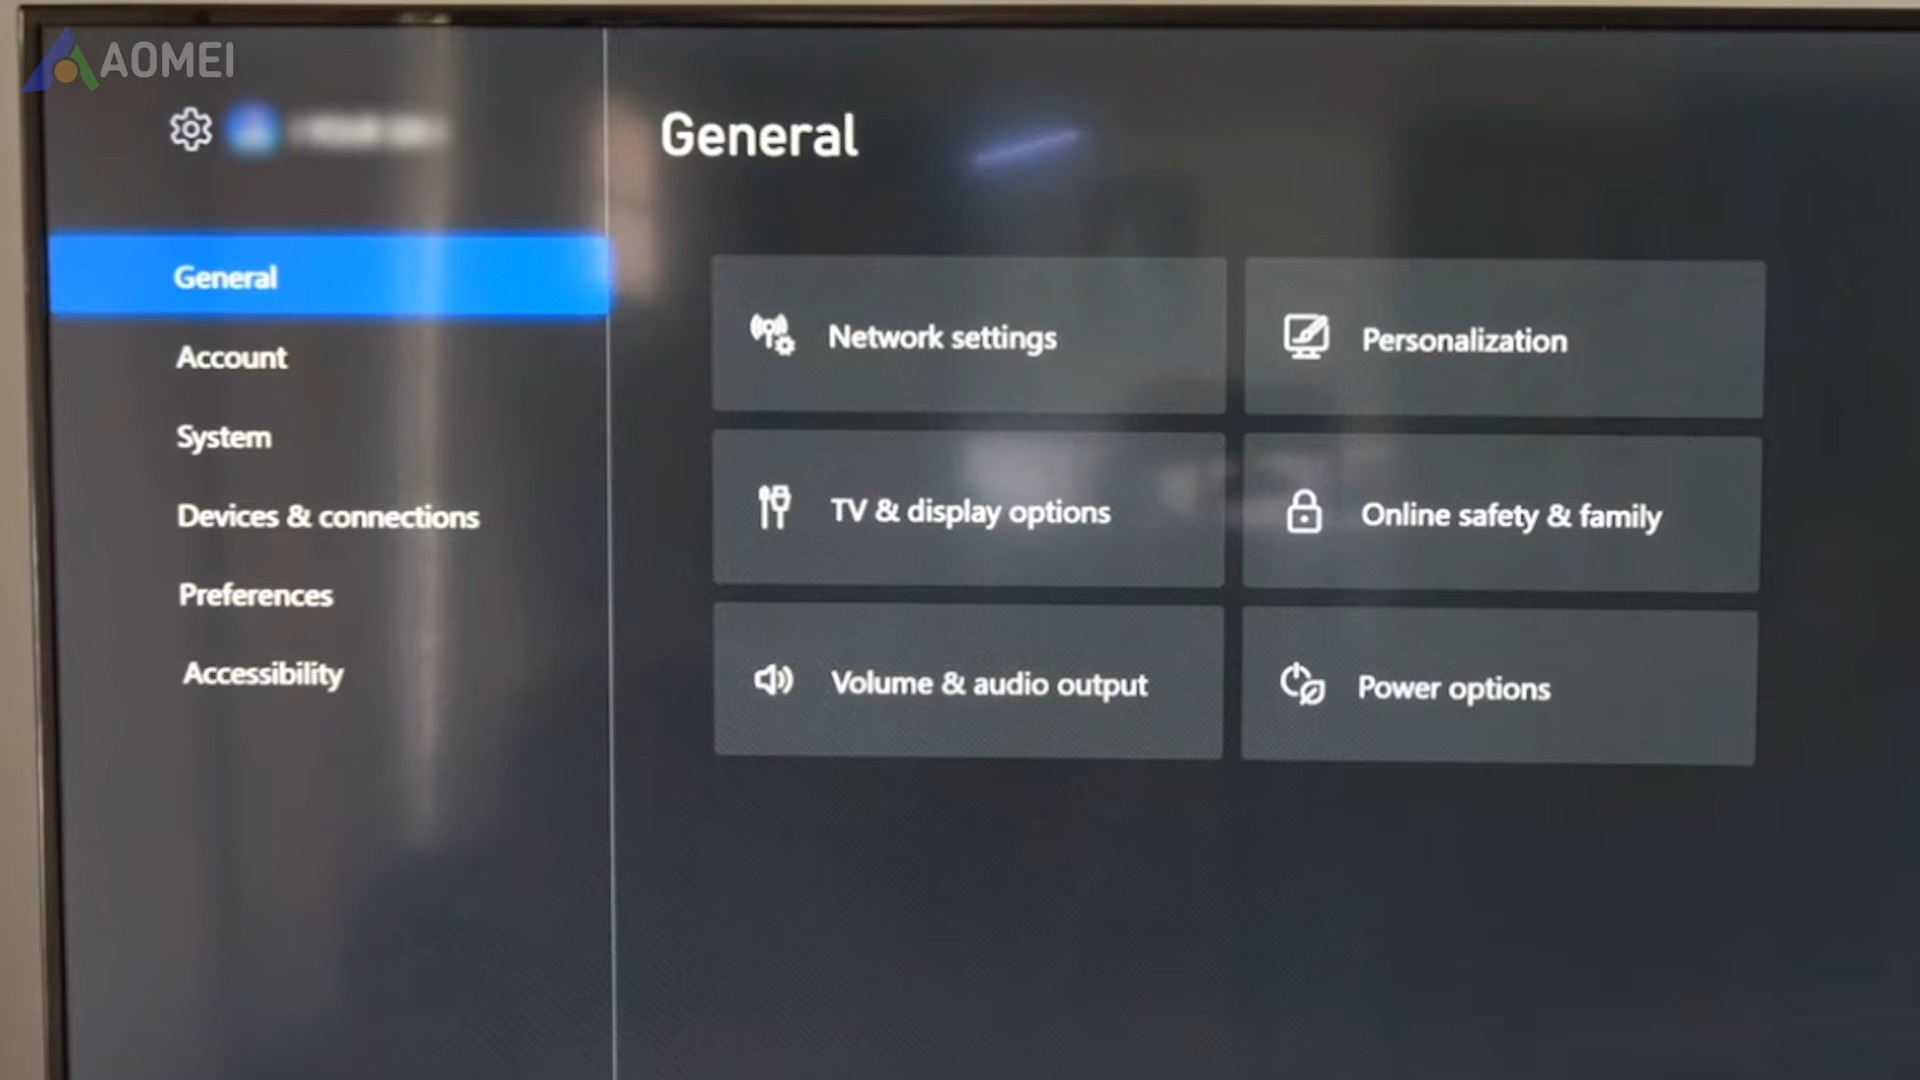 AOMEI
General
General
Account
System
Devices & connections
Preferences
Accessibility
Network settings
Personalization
TV & display options
Online safety & family
Volume & audio output
Power options